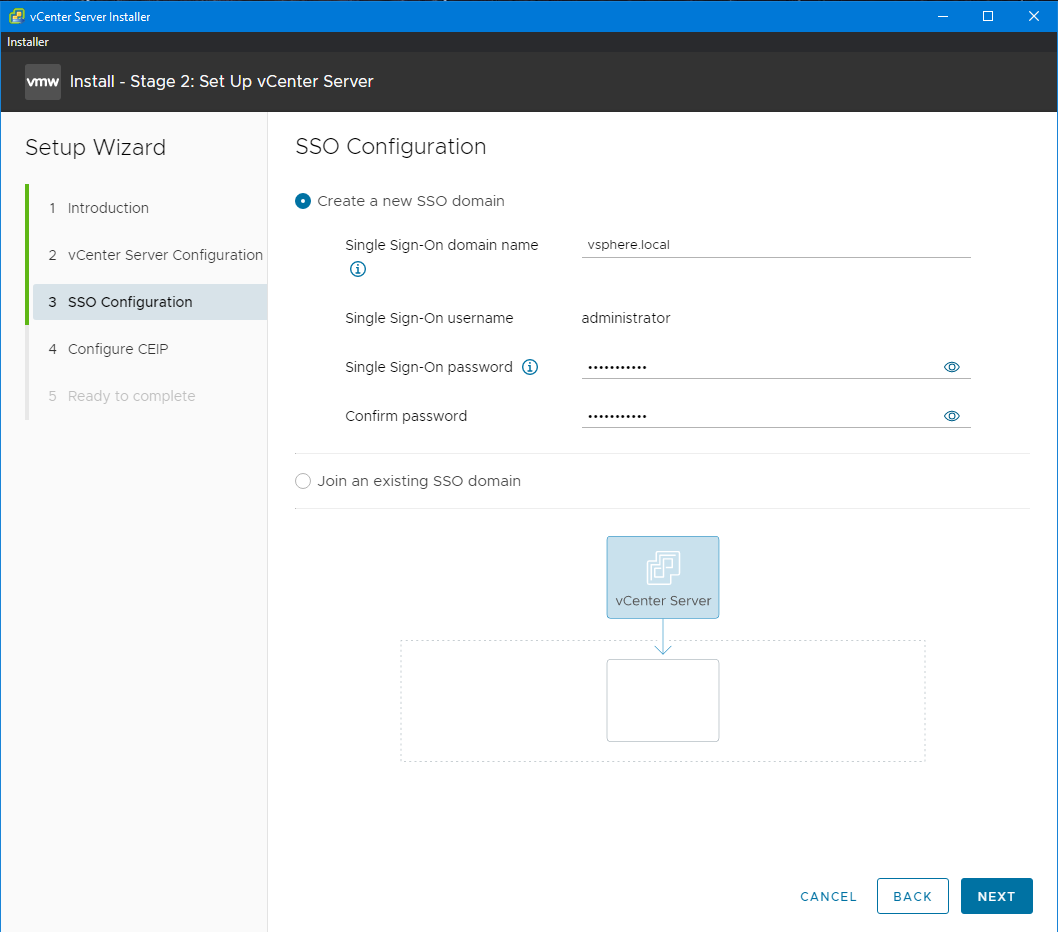 vCenter Server Installer
Installer
vmw Install - Stage 2: Set Up vCenter Server
Setup Wizard
1 Introduction
2 vCenter Server Configuration
3 SSO Configuration
4 Configure CEIP
5 Ready to complete
SSO Configuration
Create a new SSO domain
Single Sign-On domain name vsphere.local
Single Sign-On username administrator
Single Sign-On password •••••••••••
Confirm password •••••••••••
Join an existing SSO domain
vCenter Server
CANCEL BACK NEXT